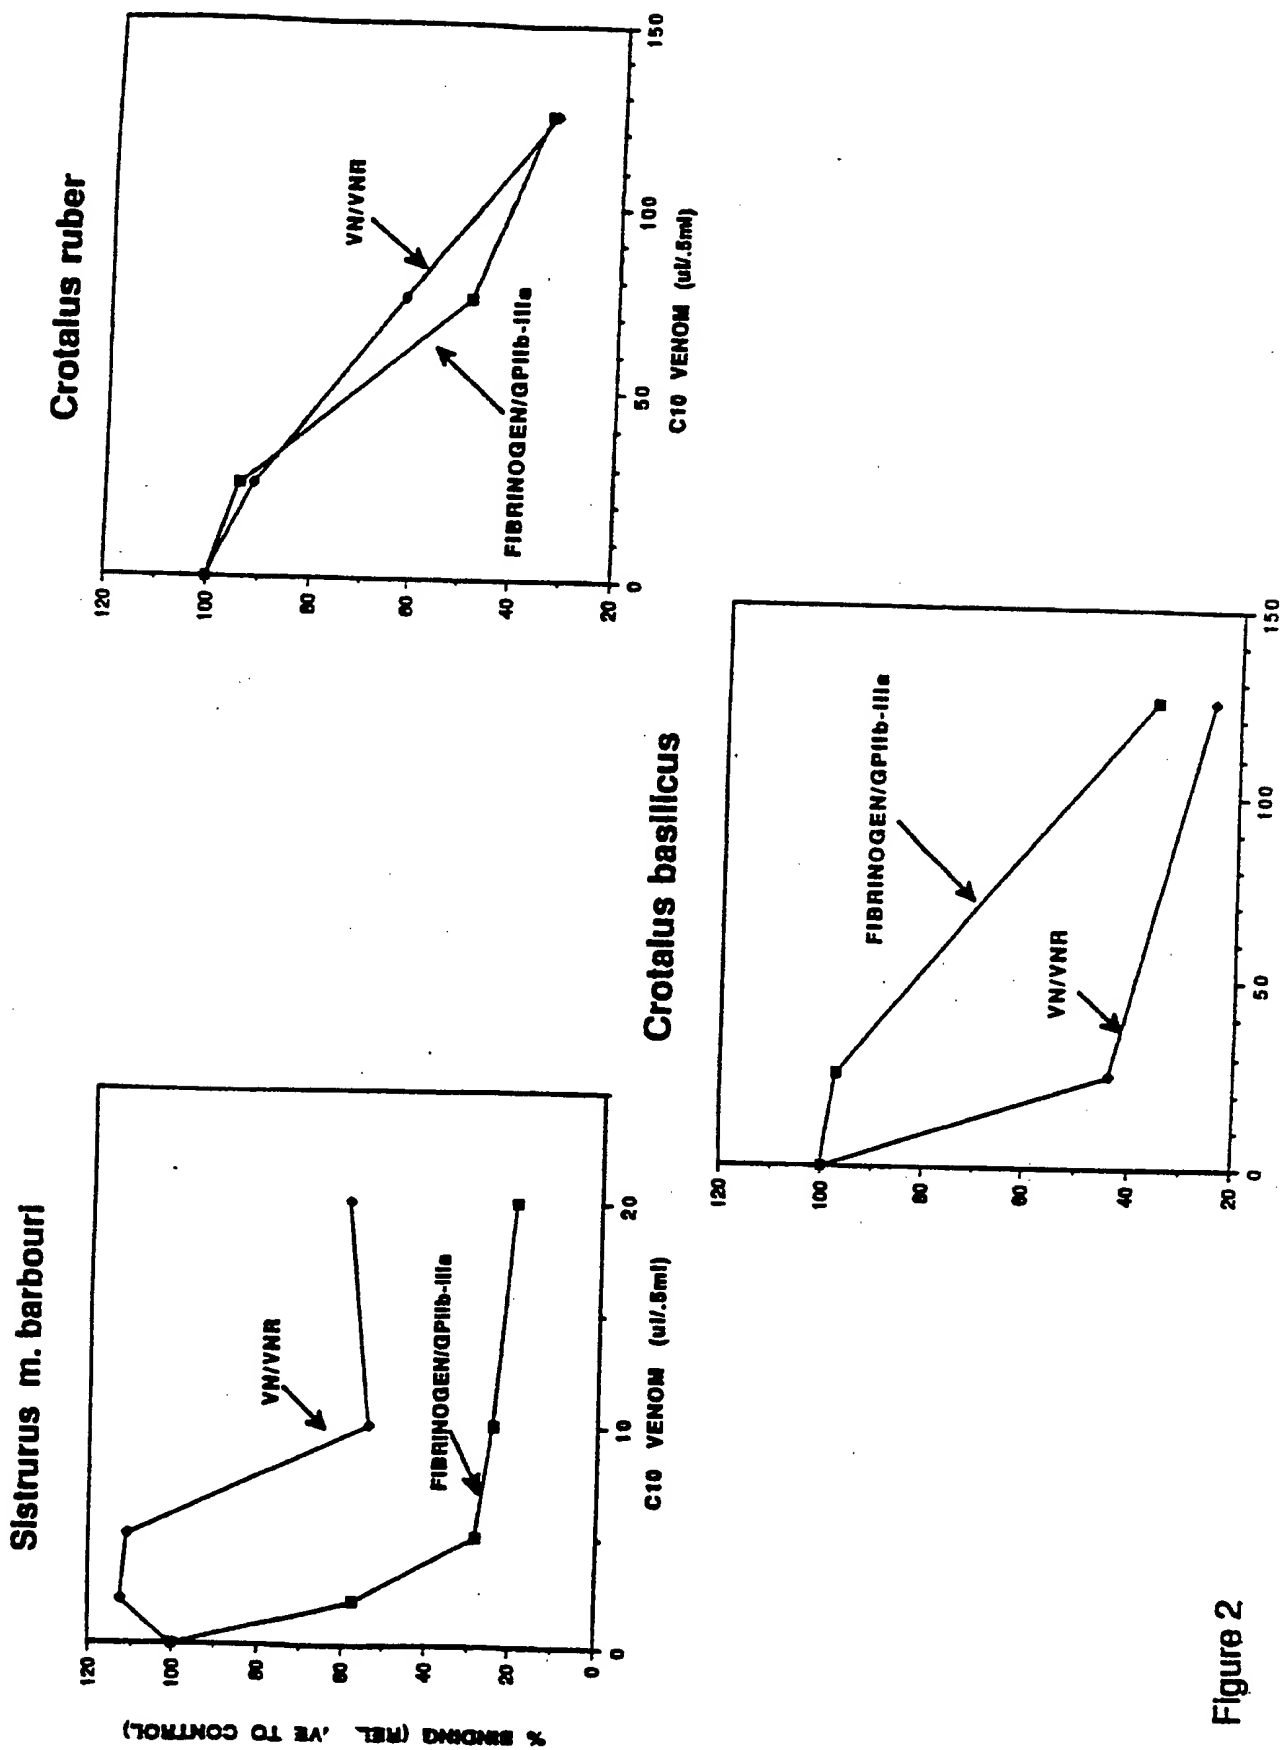 Sistrurus m. barbouri
% BINDING (REL. .VE TO CONTROL)
120
100
80
60
40
20
0
VN/VNR
FIBRINOGEN/GPIIb-IIIa
0
10
20
C10 VENOM (ul/.5ml)
Crotalus ruber
120
100
80
60
40
20
VN/VNR
FIBRINOGEN/GPIIb-IIIa
0
50
100
150
C10 VENOM (ul/.5ml)
Crotalus basilicus
120
100
80
60
40
20
FIBRINOGEN/GPIIb-IIIa
VN/VNR
0
50
100
150
Figure 2